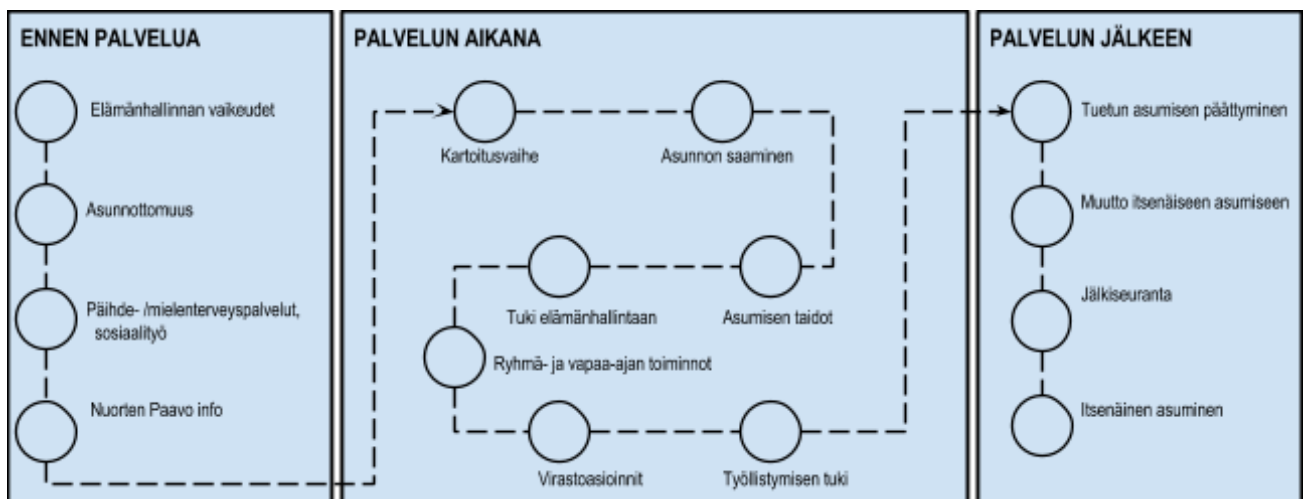 ENNEN PALVELUA
Elämänhallinnan vaikeudet
Asunnottomuus
Päihde- /mielenterveyspalvelut,
sosiaalityö
Nuorten Paavo info
PALVELUN AIKANA
Kartoitusvaihe
Asunnon saaminen
Tuki elämänhallintaan
Asumisen taidot
Ryhmä- ja vapaa-ajan toiminnot
Virastoasioinnit
Työllistymisen tuki
PALVELUN JÄLKEEN
Tuetun asumisen päättyminen
Muutto itsenäiseen asumiseen
Jälkiseuranta
Itsenäinen asuminen